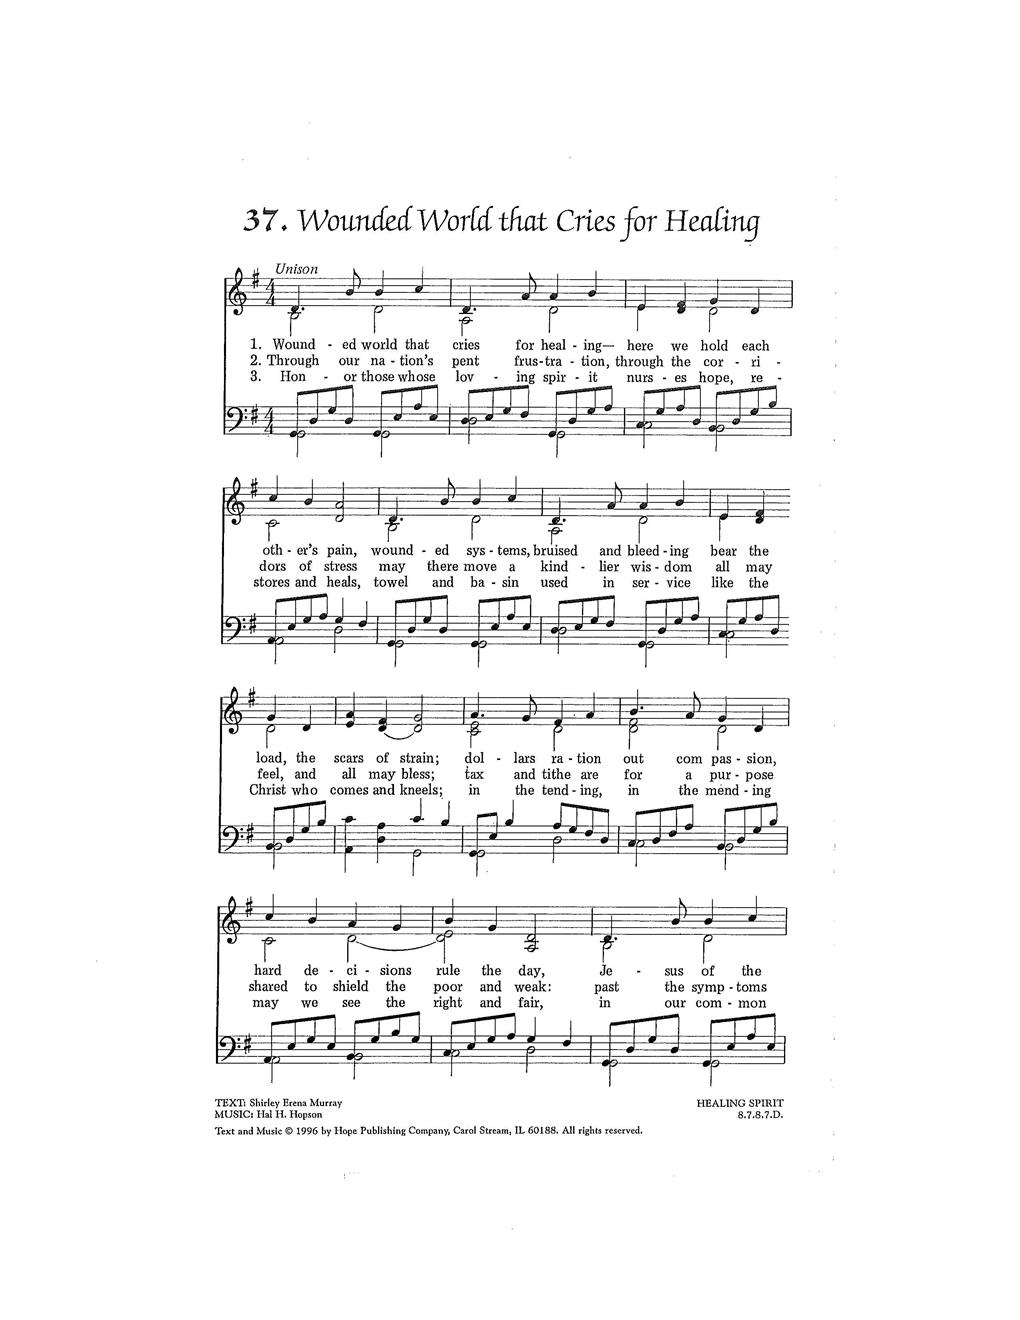 37. Wounded World that Cries for Healing
Unison
1. Wound - ed world that cries for heal - ing— here we hold each
2. Through our na - tion's pent frus - tra - tion, through the cor - ri -
3. Hon - or those whose lov - ing spir - it nurs - es hope, re -
oth - er's pain, wound - ed sys - tems, bruised and bleed - ing bear the
dors of stress may there move a kind - lier wis - dom all may
stores and heals, towel and ba - sin used in ser - vice like the
load, the scars of strain; dol - lars ra - tion out com pas - sion,
feel, and all may bless; tax and tithe are for a pur - pose
Christ who comes and kneels; in the tend - ing, in the mend - ing
hard de - ci - sions rule the day, Je - sus of the
shared to shield the poor and weak: past the symp - toms
may we see the right and fair, in our com - mon
TEXT: Shirley Erena Murray HEALING SPIRIT
MUSIC: Hal H. Hopson 8.7.8.7.D.
Text and Music © 1996 by Hope Publishing Company, Carol Stream, IL 60188. All rights reserved.